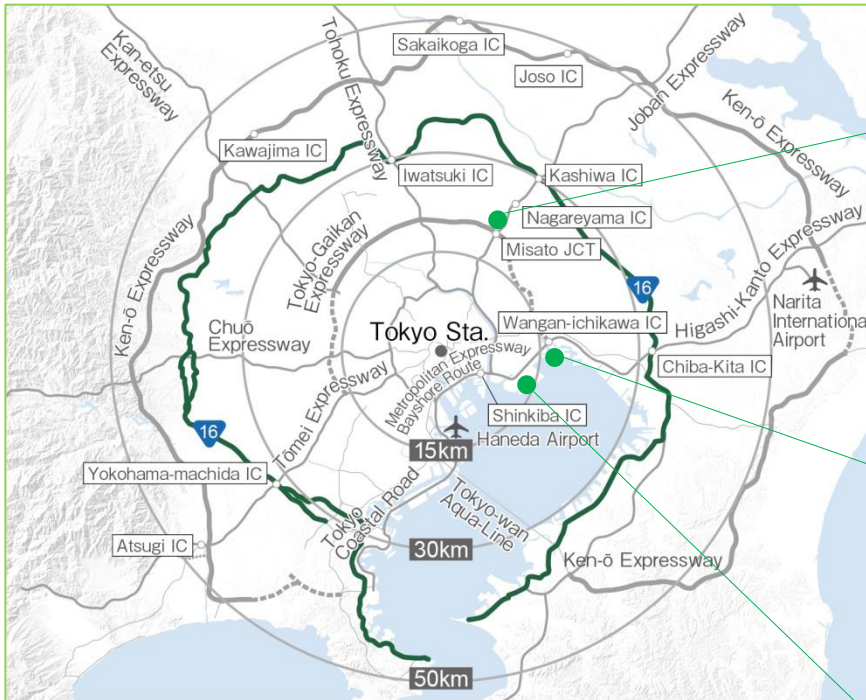 Sakaikoga IC
Joso IC
Kan-etsu
Expressway
Tohoku Expressway
Joban Expressway
Ken-ō Expressway
Kawajima IC
Iwatsuki IC
Kashiwa IC
Nagareyama IC
Misato JCT
Tokyo-Gaikan
Expressway
Ken-ō Expressway
16
Higashi-Kanto Expressway
Narita
International
Airport
Wangan-ichikawa IC
Chuō
Expressway
Tokyo Sta.
Chiba-Kita IC
Metropolitan Expressway
Bayshore Route
Shinkiba IC
16
Tōmei Expressway
Haneda Airport
15km
Yokohama-machida IC
Tokyo
Coastal Road
Tokyo-wan
Aqua-Line
Atsugi IC
30km
Ken-ō Expressway
50km